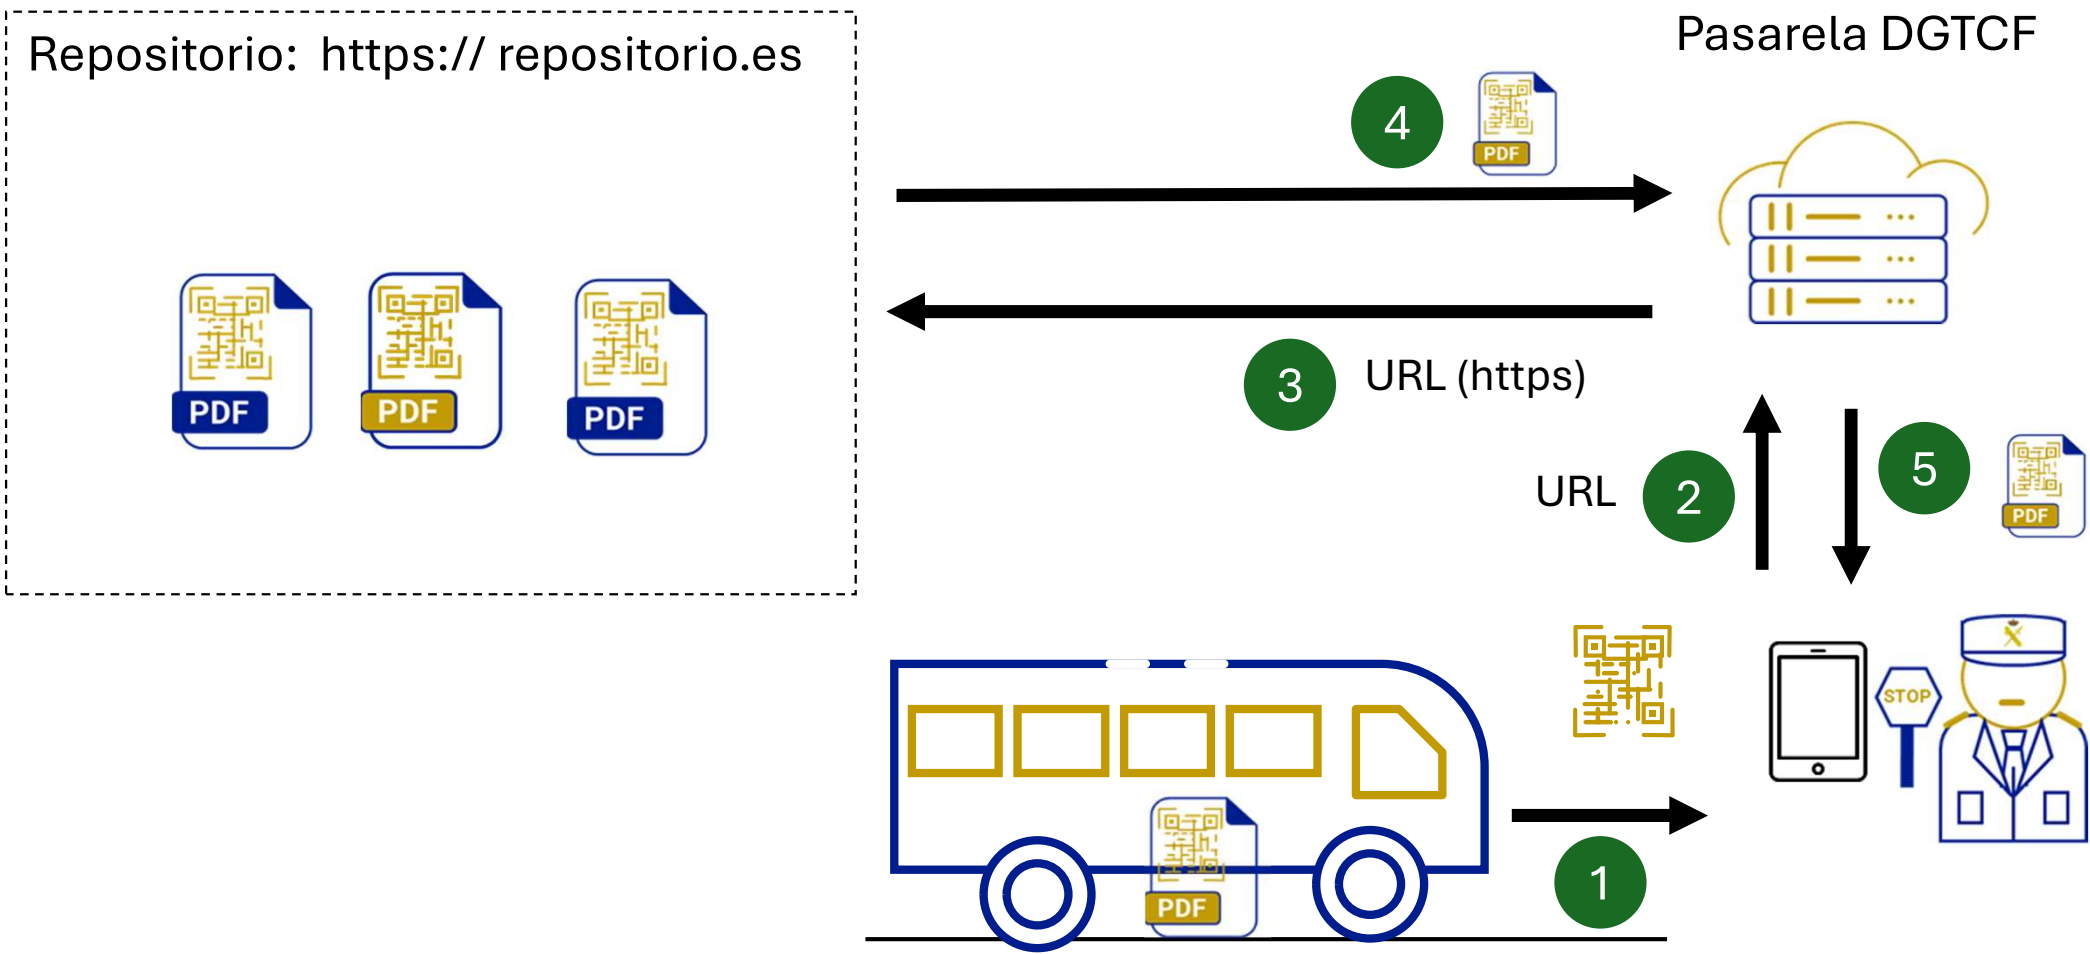 Repositorio: https:// repositorio.es
Pasarela DGTCF
4
PDF
3
URL (https)
PDF
PDF
PDF
URL
2
5
PDF
STOP
PDF
1